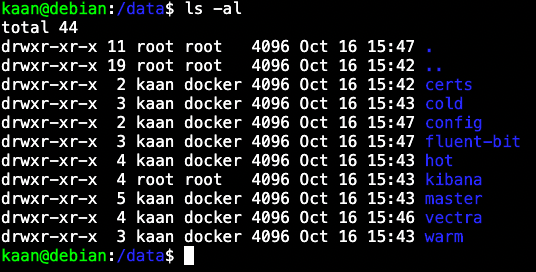 kaan@debian:/data$ ls -al
total 44
drwxr-xr-x 11 root root   4096 Oct 16 15:47 .
drwxr-xr-x 19 root root   4096 Oct 16 15:42 ..
drwxr-xr-x  2 kaan docker 4096 Oct 16 15:42 certs
drwxr-xr-x  3 kaan docker 4096 Oct 16 15:43 cold
drwxr-xr-x  2 kaan docker 4096 Oct 16 15:47 config
drwxr-xr-x  3 kaan docker 4096 Oct 16 15:47 fluent-bit
drwxr-xr-x  4 kaan docker 4096 Oct 16 15:43 hot
drwxr-xr-x  4 root root   4096 Oct 16 15:43 kibana
drwxr-xr-x  5 kaan docker 4096 Oct 16 15:43 master
drwxr-xr-x  4 kaan docker 4096 Oct 16 15:46 vectra
drwxr-xr-x  3 kaan docker 4096 Oct 16 15:43 warm
kaan@debian:/data$